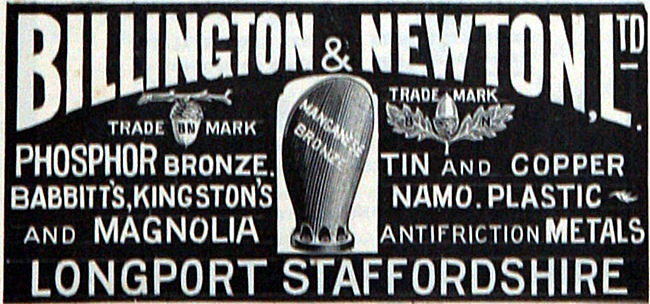 BILLINGTON & NEWTON, LTD.
TRADE BN MARK
TRADE MARK
B N
MANGANESE
BRONZE
PHOSPHOR BRONZE.
BABBITT'S, KINGSTON'S
AND MAGNOLIA
TIN AND COPPER
NAMO. PLASTIC
ANTIFRICTION METALS
LONGPORT STAFFORDSHIRE